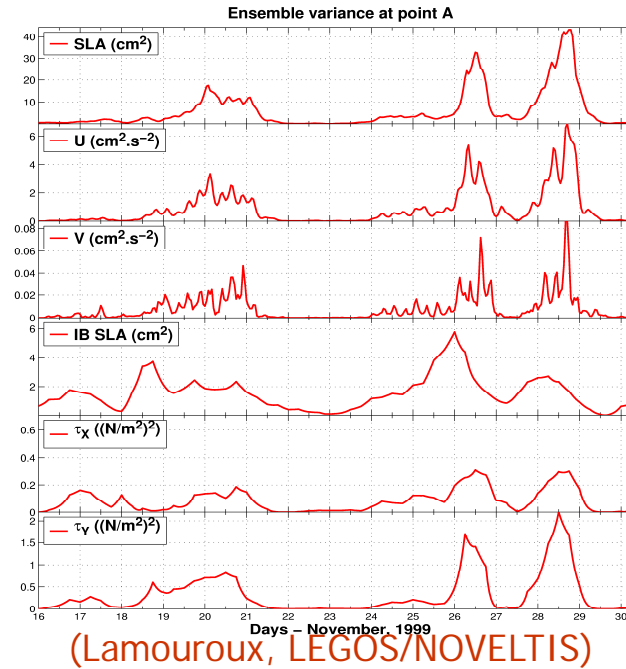 Ensemble variance at point A
SLA (cm²)
40
30
20
10
0
U (cm².s⁻²)
6
4
2
0
V (cm².s⁻²)
0.08
0.06
0.04
0.02
0
IB SLA (cm²)
6
4
2
0
τX ((N/m²)²)
0.6
0.4
0.2
0
τY ((N/m²)²)
2
1.5
1
0.5
0
16 17 18 19 20 21 22 23 24 25 26 27 28 29 30
Days – November, 1999
(Lamouroux, LEGOS/NOVELTIS)